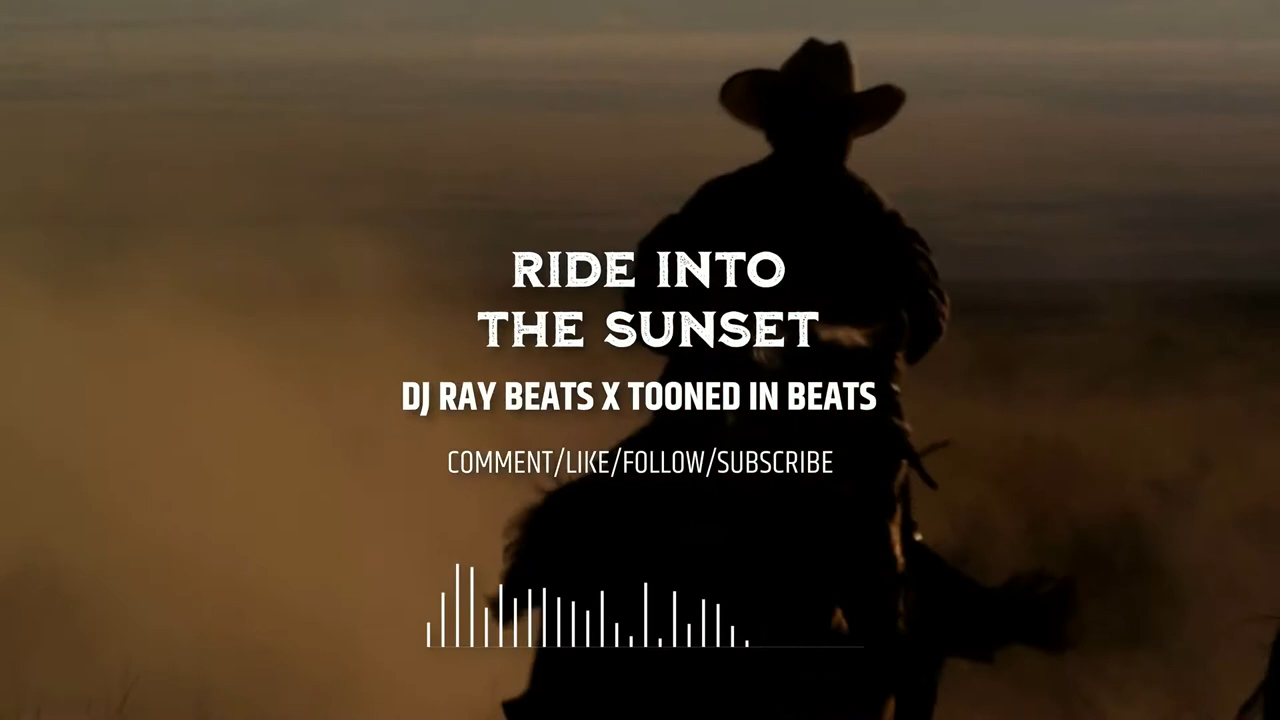 RIDE INTO
THE SUNSET
DJ RAY BEATS X TOONED IN BEATS
COMMENT/LIKE/FOLLOW/SUBSCRIBE